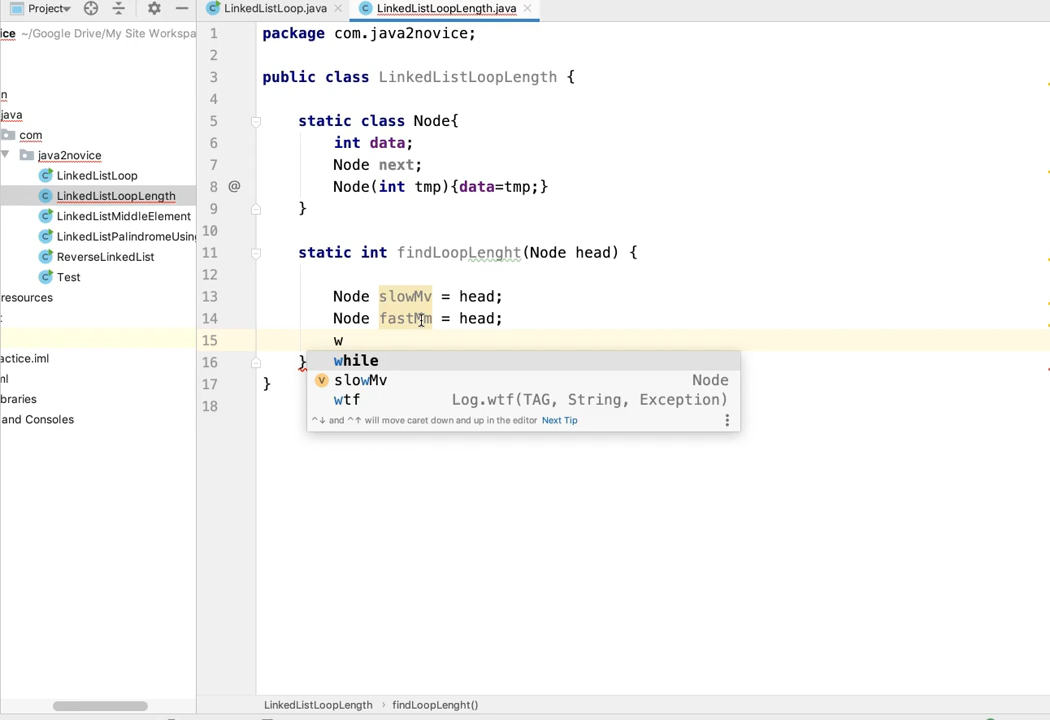 Project
LinkedListLoop.java
LinkedListLoopLength.java
ice ~/Google Drive/My Site Workspa
n
java
com
java2novice
LinkedListLoop
LinkedListLoopLength
LinkedListMiddleElement
LinkedListPalindromeUsing
ReverseLinkedList
Test
resources
t
actice.iml
ml
ibraries
and Consoles
1 package com.java2novice;
2
3 public class LinkedListLoopLength {
4
5 static class Node{
6 int data;
7 Node next;
8 @ Node(int tmp){data=tmp;}
9 }
10
11 static int findLoopLenght(Node head) {
12
13 Node slowMv = head;
14 Node fastMm = head;
15 w
16 }
17 }
18
while
v slowMv Node
wtf Log.wtf(TAG, String, Exception)
^↓ and ^↑ will move caret down and up in the editor Next Tip
LinkedListLoopLength › findLoopLenght()